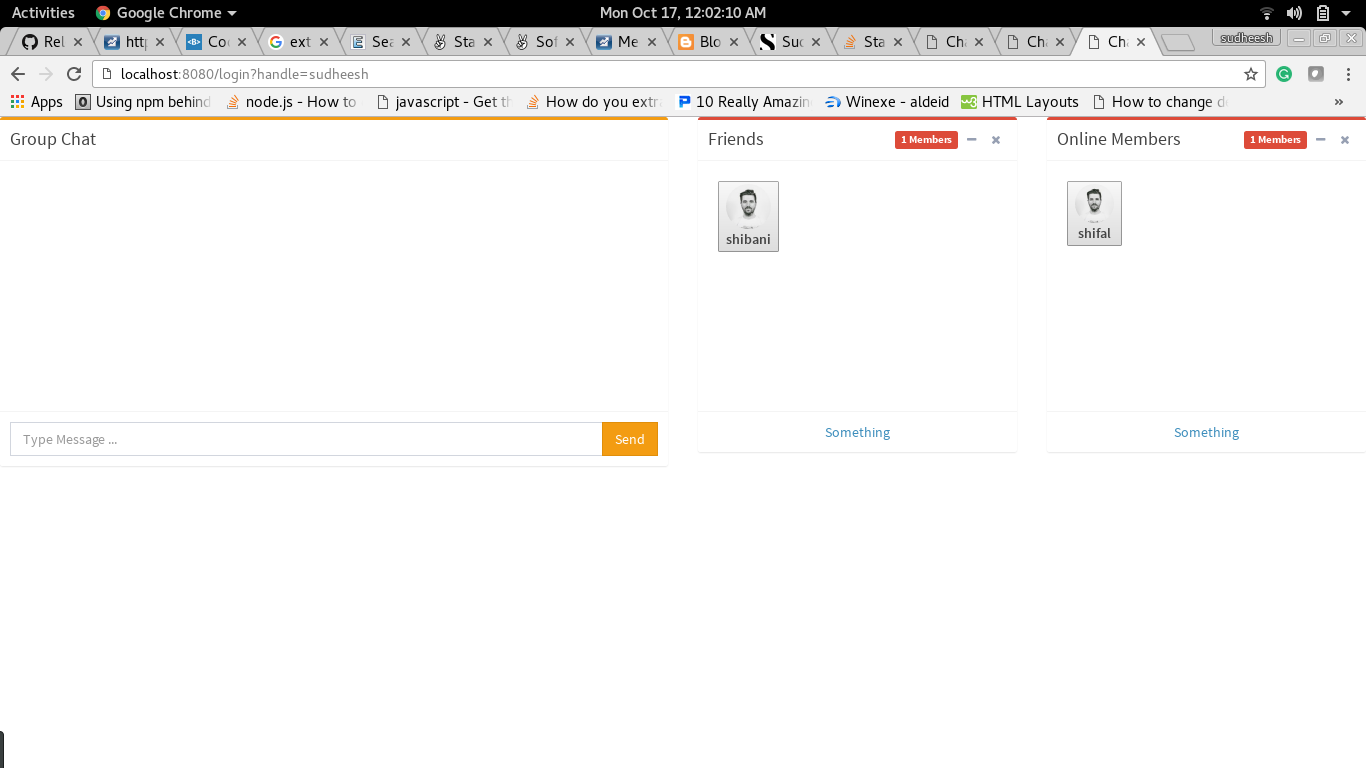 Activities Google Chrome Mon Oct 17, 12:02:10 AM
Rel http Co ext Sea Sta Sof Me Blo Suc Sta Cha Cha Cha sudheesh
localhost:8080/login?handle=sudheesh
Apps Using npm behind node.js - How to javascript - Get th How do you extra 10 Really Amazin Winexe - aldeid HTML Layouts How to change d »
Group Chat
Friends 1 Members
Online Members 1 Members
shibani
shifal
Type Message ... Send
Something
Something